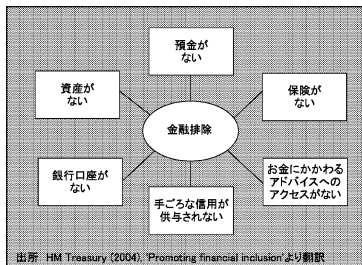 預金が
ない
資産が
ない
保険が
ない
金融排除
銀行口座が
ない
お金にかかわる
アドバイスへの
アクセスがない
手ごろな信用が
供与されない
出所　HM Treasury (2004), 'Promoting financial inclusion'より翻訳